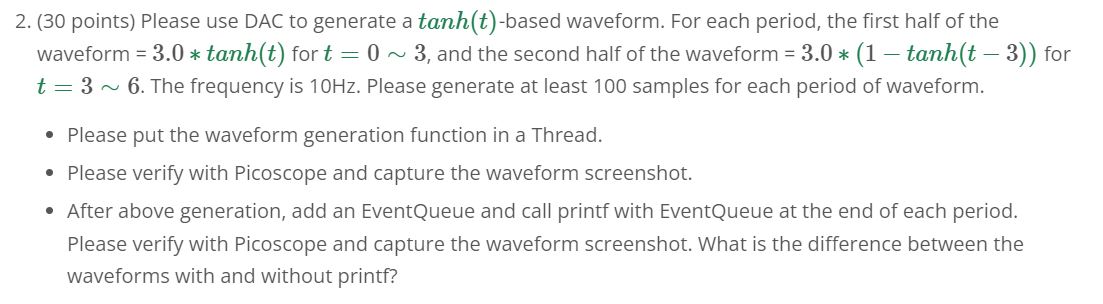 2. (30 points) Please use DAC to generate a tanh(t)-based waveform. For each period, the first half of the
waveform = 3.0 * tanh(t) for t = 0 ~ 3, and the second half of the waveform = 3.0 * (1 − tanh(t − 3)) for
t = 3 ~ 6. The frequency is 10Hz. Please generate at least 100 samples for each period of waveform.
• Please put the waveform generation function in a Thread.
• Please verify with Picoscope and capture the waveform screenshot.
• After above generation, add an EventQueue and call printf with EventQueue at the end of each period.
Please verify with Picoscope and capture the waveform screenshot. What is the difference between the
waveforms with and without printf?